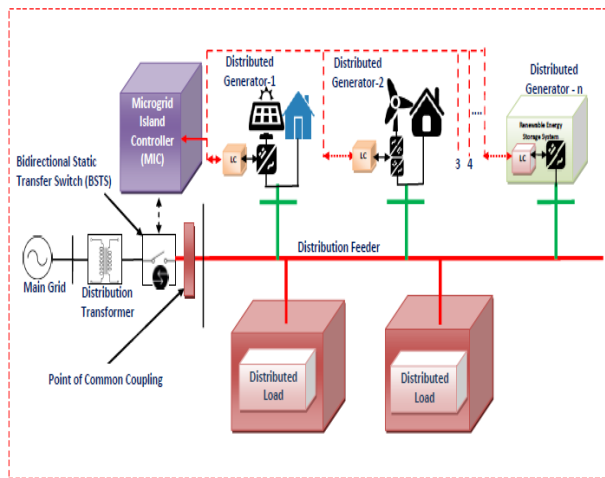 Distributed
Generator-1
Distributed
Generator-2
Distributed
Generator - n
Microgrid
Island
Controller
(MIC)
Renewable Energy
Storage System
LC
LC
LC
3 4
....
Bidirectional Static
Transfer Switch (BSTS)
Distribution Feeder
Main Grid
Distribution
Transformer
Point of Common Coupling
Distributed
Load
Distributed
Load